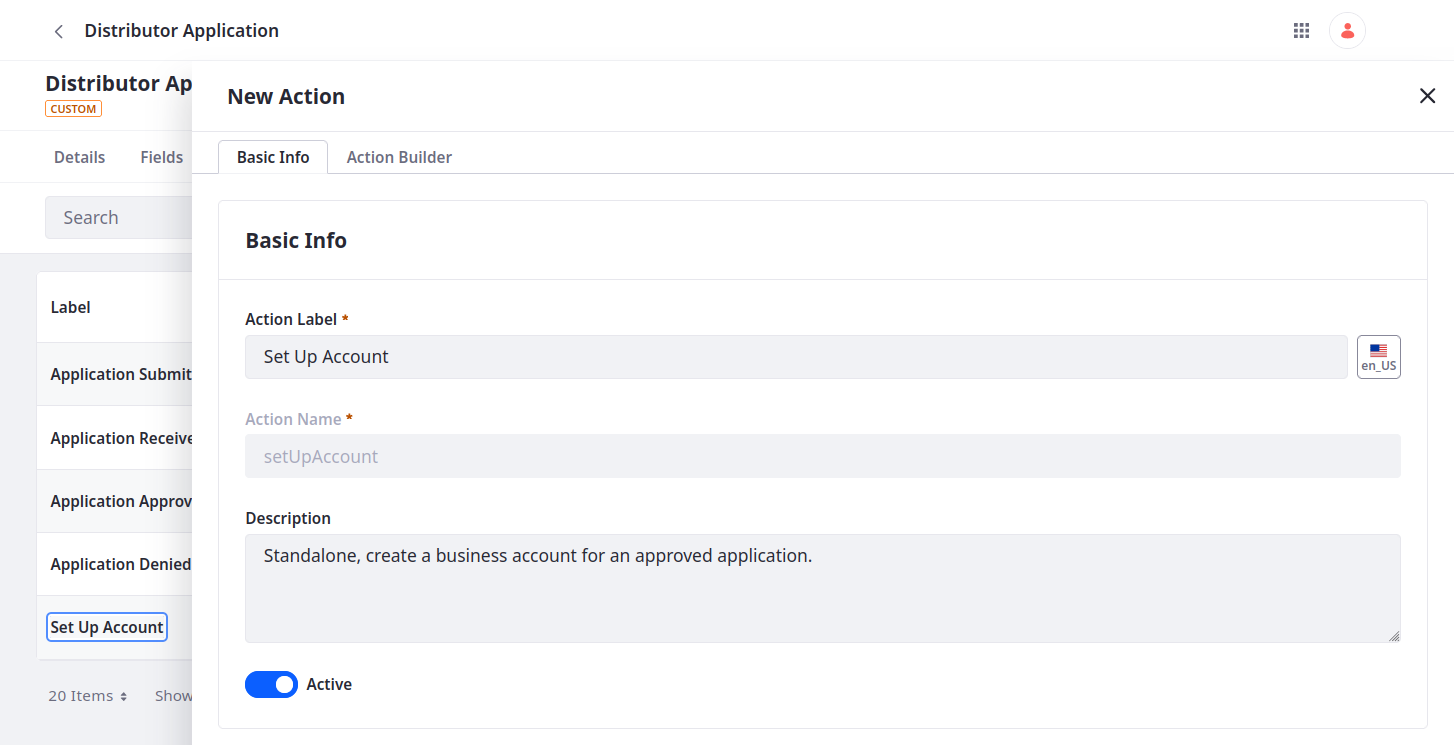 Distributor Application
Distributor Ap
CUSTOM
Details Fields
Search
Label
Application Submit
Application Receive
Application Approv
Application Denied
Set Up Account
20 Items Show
New Action
Basic Info Action Builder
Basic Info
Action Label *
Set Up Account
en_US
Action Name *
setUpAccount
Description
Standalone, create a business account for an approved application.
Active